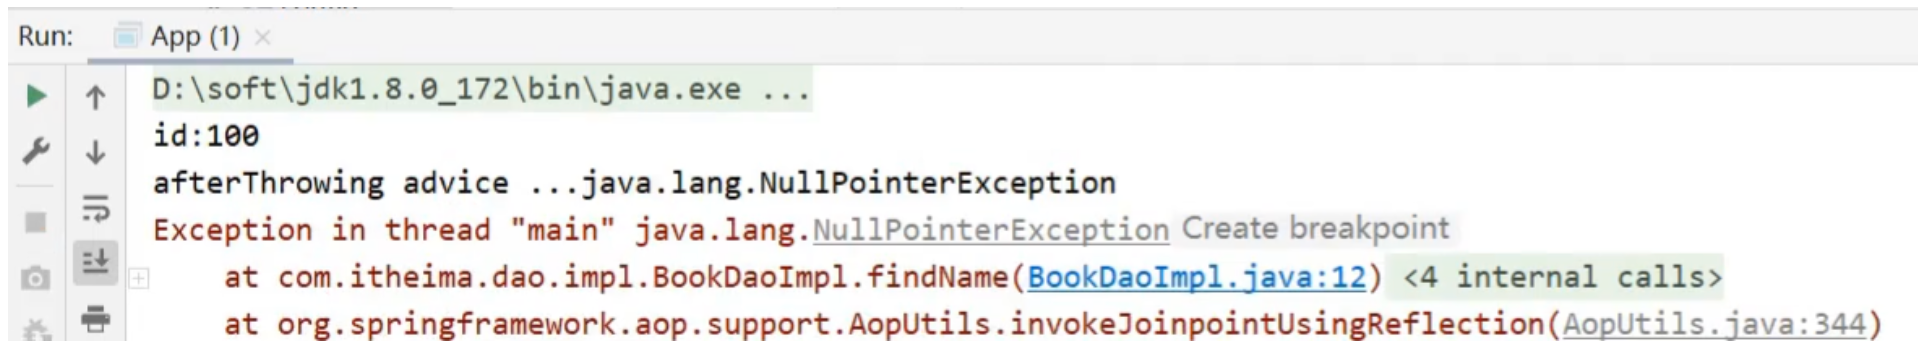 Run: App (1)
D:\soft\jdk1.8.0_172\bin\java.exe ...
id:100
afterThrowing advice ...java.lang.NullPointerException
Exception in thread "main" java.lang.NullPointerException Create breakpoint
at com.itheima.dao.impl.BookDaoImpl.findName(BookDaoImpl.java:12) <4 internal calls>
at org.springframework.aop.support.AopUtils.invokeJoinpointUsingReflection(AopUtils.java:344)